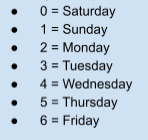 ● 0 = Saturday
● 1 = Sunday
● 2 = Monday
● 3 = Tuesday
● 4 = Wednesday
● 5 = Thursday
● 6 = Friday